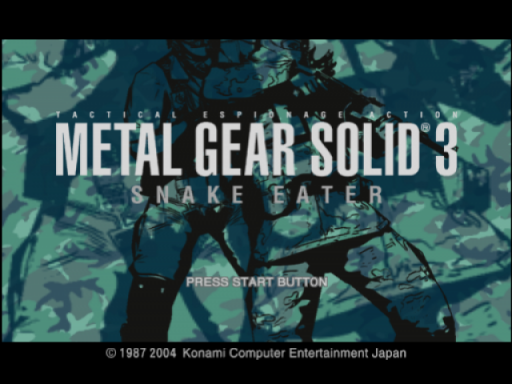 TACTICAL ESPIONAGE ACTION
METAL GEAR SOLID® 3
SNAKE EATER
PRESS START BUTTON
© 1987 2004 Konami Computer Entertainment Japan